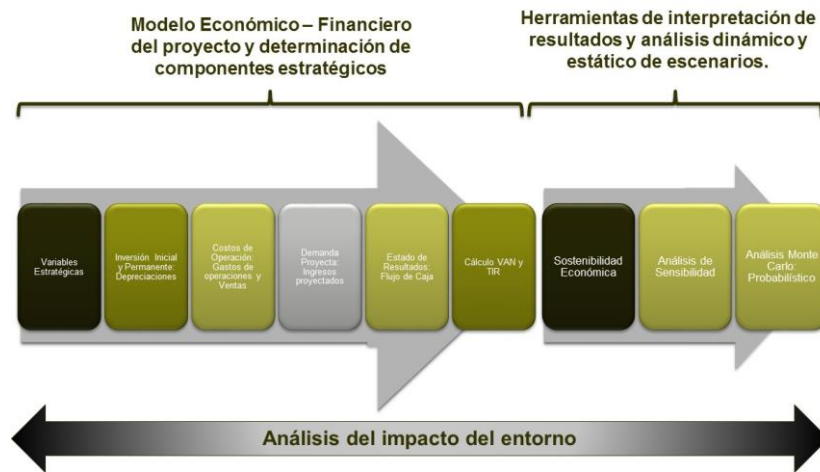 Modelo Económico – Financiero
del proyecto y determinación de
componentes estratégicos
Herramientas de interpretación de
resultados y análisis dinámico y
estático de escenarios.
Variables
Estratégicas
Inversión Inicial
y Permanente:
Depreciaciones
Costos de
Operación:
Gastos de
operaciones y
Ventas
Demanda
Proyecta:
Ingresos
proyectados
Estado de
Resultados:
Flujo de Caja
Cálculo VAN y
TIR
Sostenibilidad
Económica
Análisis de
Sensibilidad
Análisis Monte
Carlo:
Probabilístico
Análisis del impacto del entorno